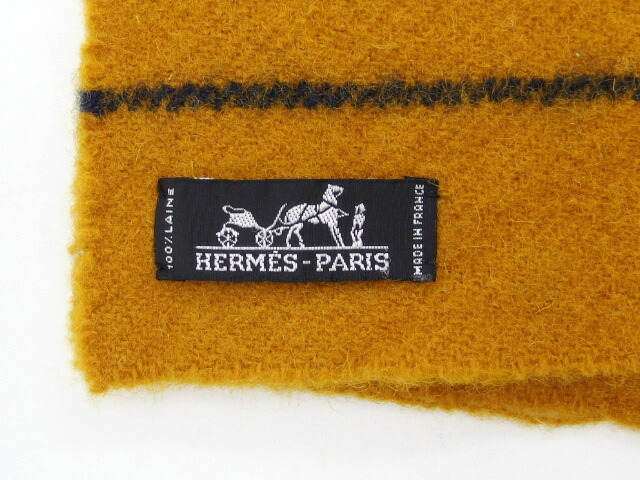 100% LAINE
HERMÈS-PARIS
MADE IN FRANCE